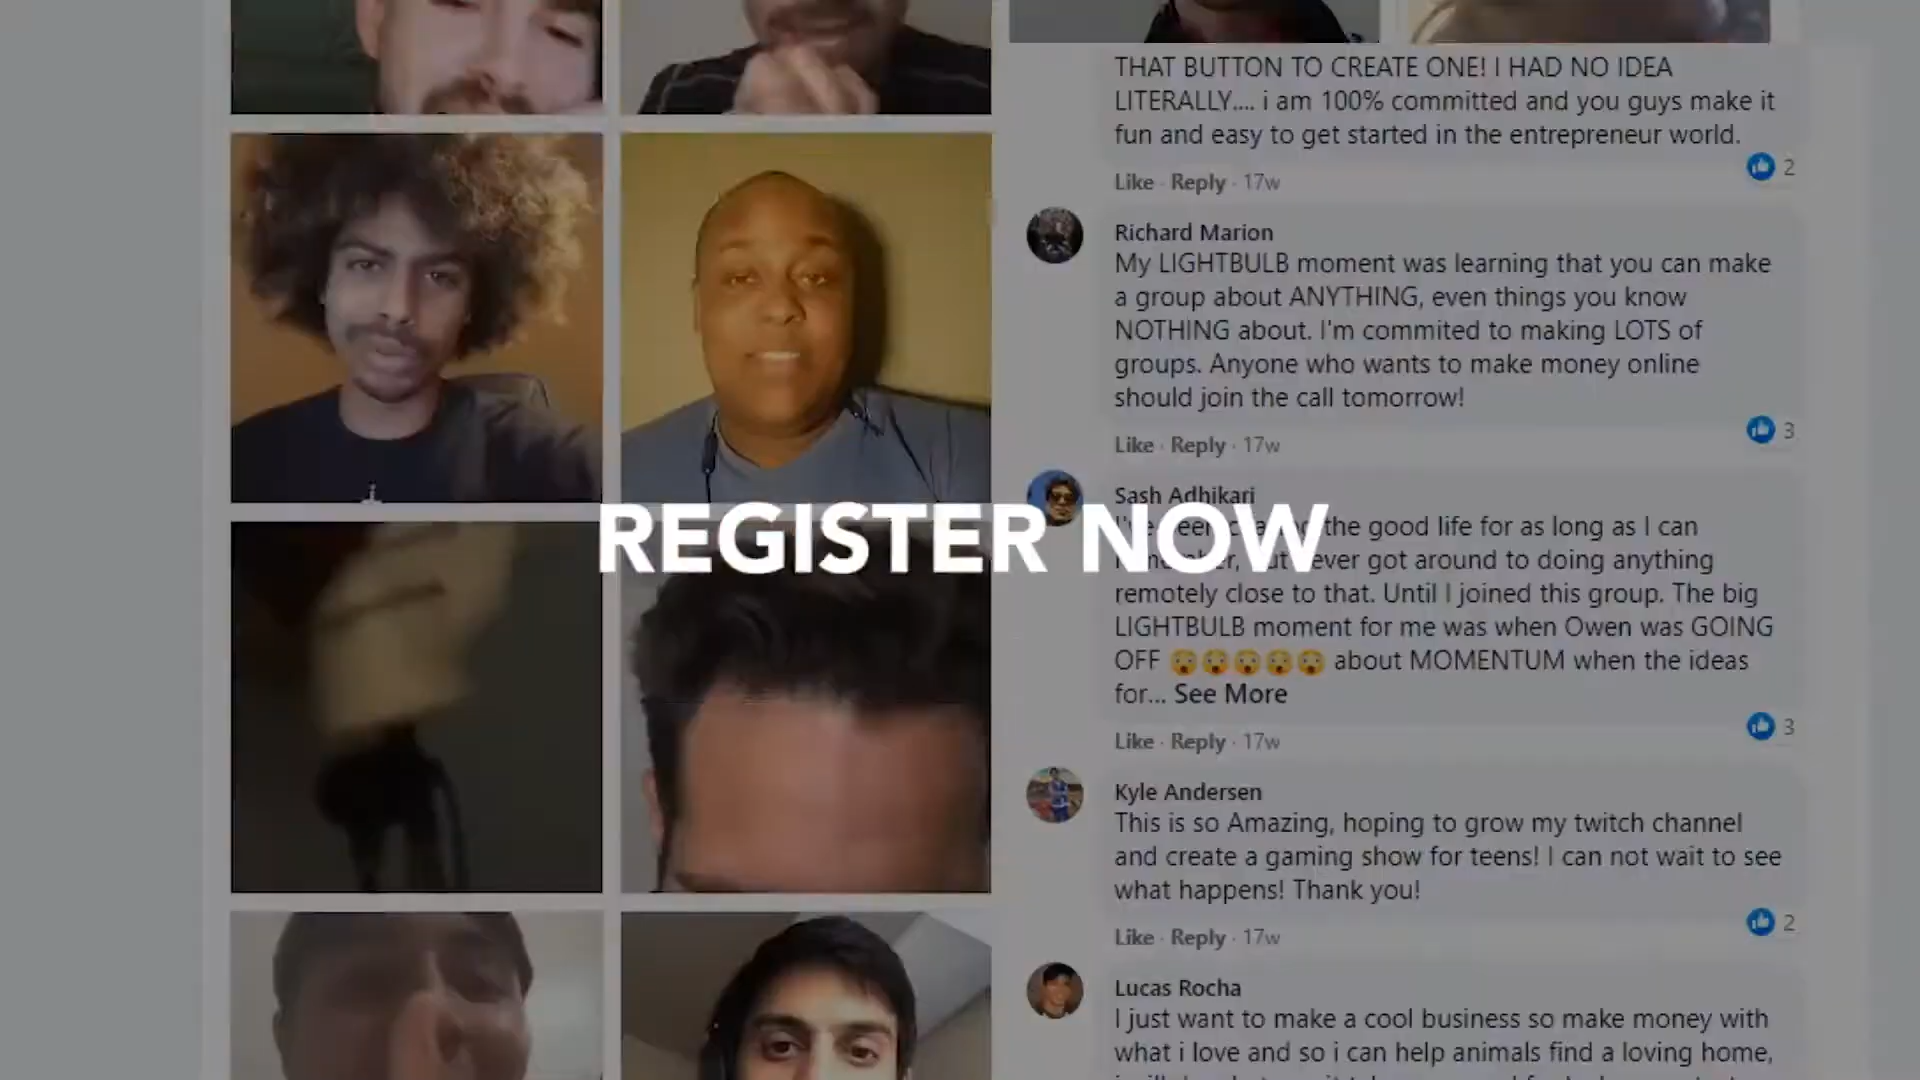 THAT BUTTON TO CREATE ONE! I HAD NO IDEA
LITERALLY.... i am 100% committed and you guys make it
fun and easy to get started in the entrepreneur world.
2
Like · Reply · 17w
Richard Marion
My LIGHTBULB moment was learning that you can make
a group about ANYTHING, even things you know
NOTHING about. I'm commited to making LOTS of
groups. Anyone who wants to make money online
should join the call tomorrow!
3
Like · Reply · 17w
Sash Adhikari
REGISTER NOW
the good life for as long as I can
ever got around to doing anything
remotely close to that. Until I joined this group. The big
LIGHTBULB moment for me was when Owen was GOING
OFF 😯😯😯😯😯 about MOMENTUM when the ideas
for... See More
3
Like · Reply · 17w
Kyle Andersen
This is so Amazing, hoping to grow my twitch channel
and create a gaming show for teens! I can not wait to see
what happens! Thank you!
2
Like · Reply · 17w
Lucas Rocha
I just want to make a cool business so make money with
what i love and so i can help animals find a loving home,